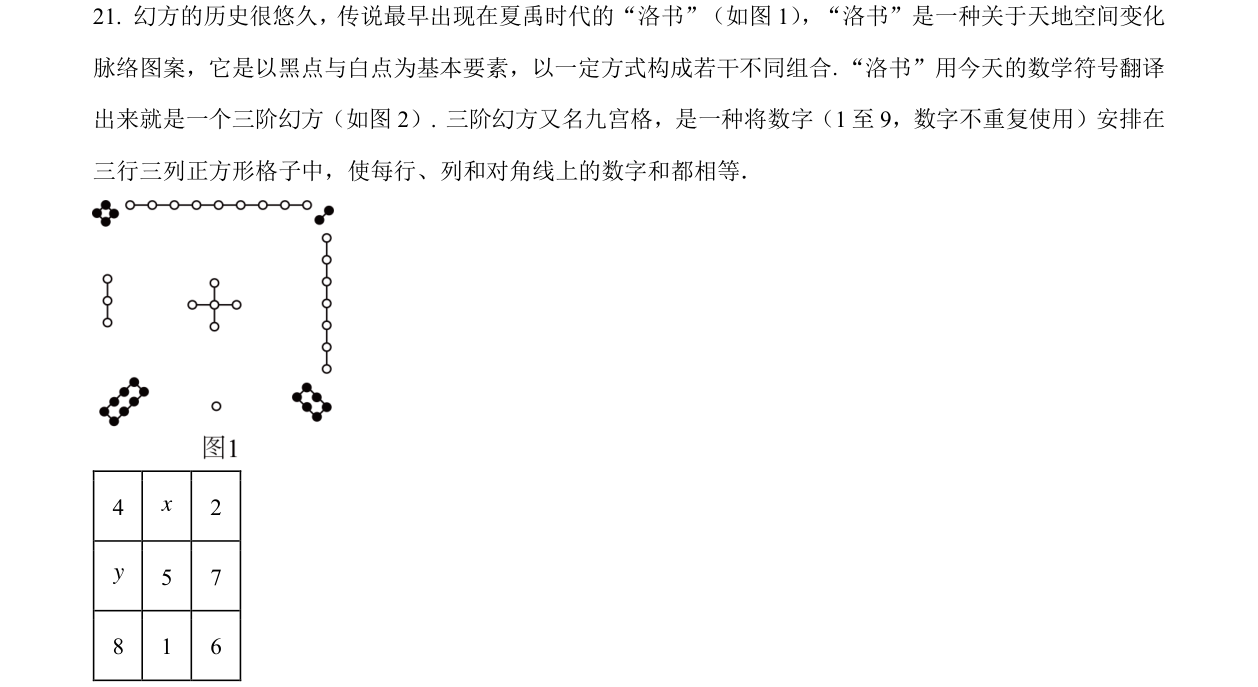 21. 幻方的历史很悠久，传说最早出现在夏禹时代的“洛书”（如图 1），“洛书”是一种关于天地空间变化
脉络图案，它是以黑点与白点为基本要素，以一定方式构成若干不同组合. “洛书”用今天的数学符号翻译
出来就是一个三阶幻方（如图 2）. 三阶幻方又名九宫格，是一种将数字（1 至 9，数字不重复使用）安排在
三行三列正方形格子中，使每行、列和对角线上的数字和都相等．
图1
4 x 2
y 5 7
8 1 6